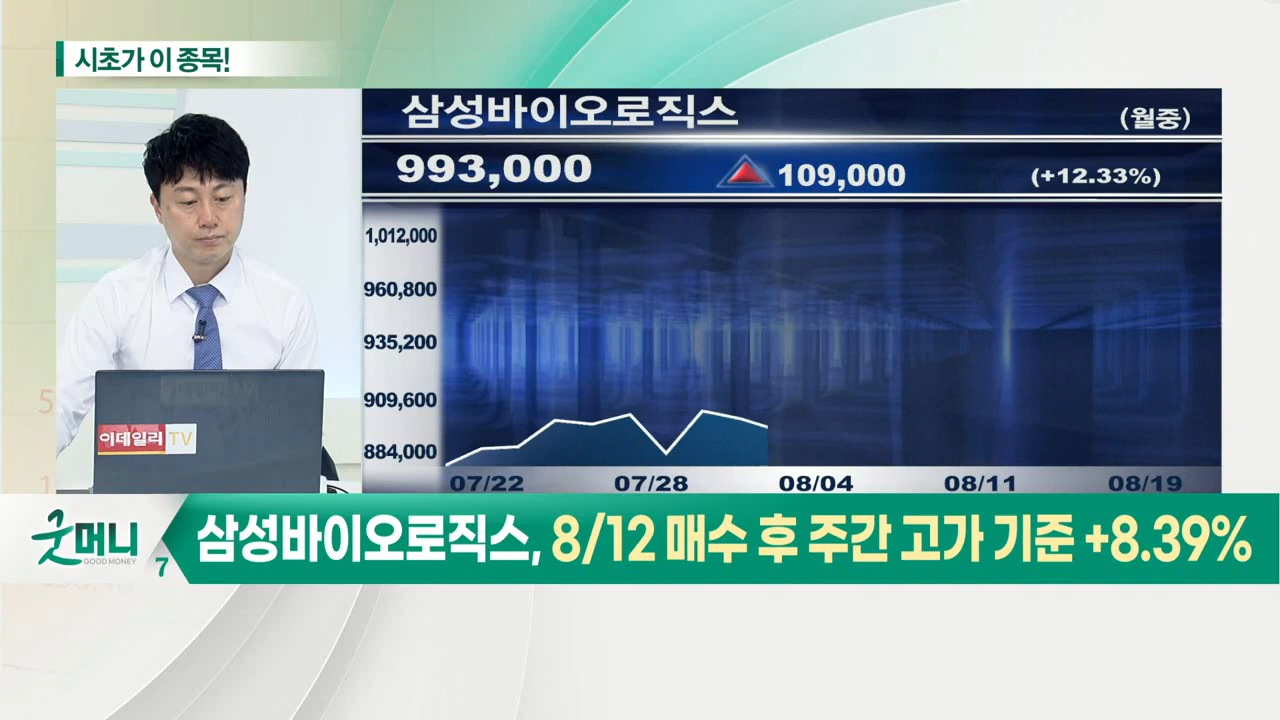 시초가 이 종목!
삼성바이오로직스
(월중)
993,000
109,000
(+12.33%)
1,012,000
960,800
935,200
909,600
884,000
07/22
07/28
08/04
08/11
08/19
이데일리 TV
굿머니
GOOD MONEY
7
삼성바이오로직스, 8/12 매수 후 주간 고가 기준 +8.39%
5
1